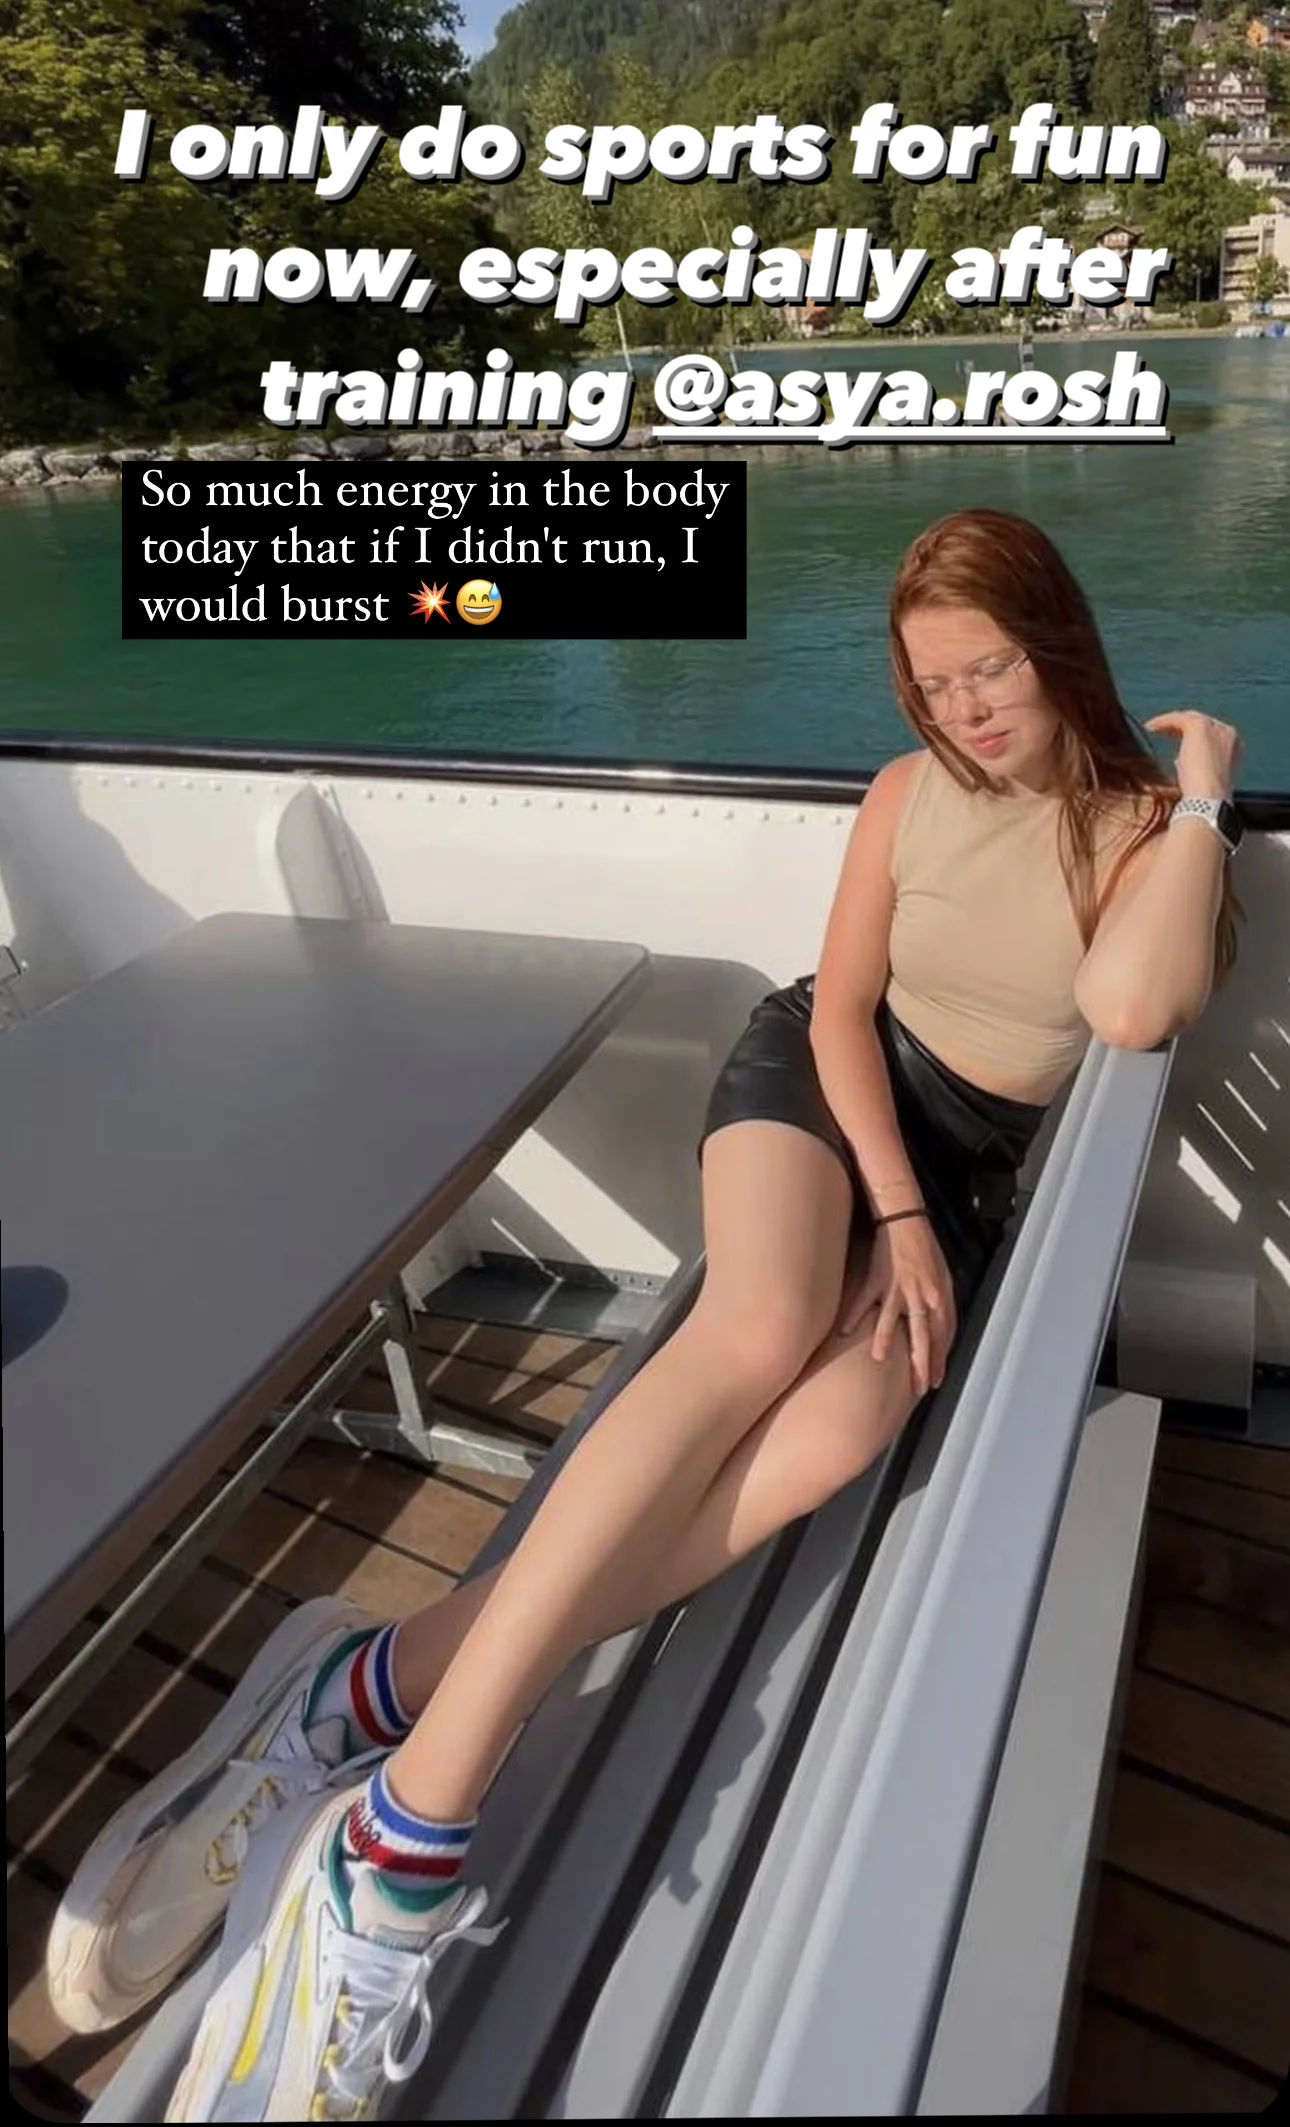 I only do sports for fun
now, especially after
training @asya.rosh
So much energy in the body
today that if I didn't run, I
would burst 💥😅